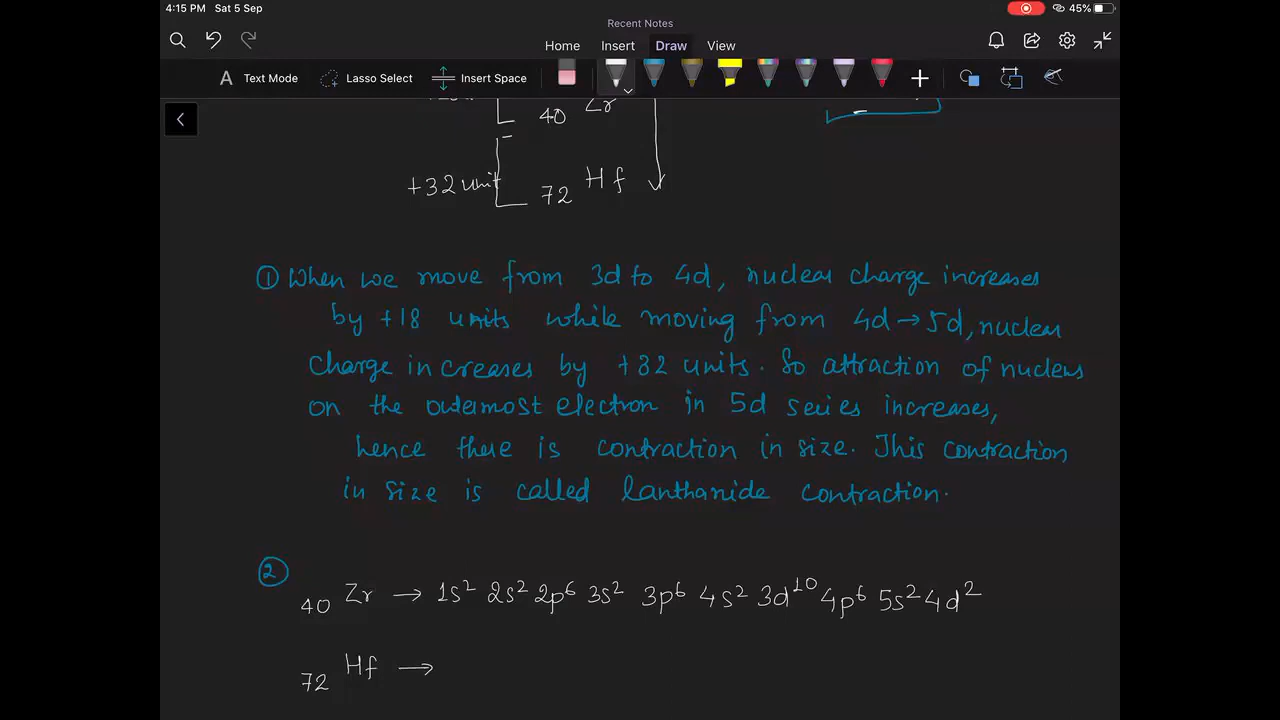 4:15 PM Sat 5 Sep
45%
Recent Notes
Home Insert Draw View
Text Mode Lasso Select Insert Space
40 Zr
+32 unit
72 Hf
① When we move from 3d to 4d, nuclear charge increases
by +18 units while moving from 4d → 5d, nuclear
charge increases by +32 units. So attraction of nucleus
on the outermost electron in 5d series increases,
hence there is contraction in size. This contraction
in size is called lanthanide contraction.
②
40 Zr → 1s² 2s² 2p⁶ 3s² 3p⁶ 4s² 3d¹⁰ 4p⁶ 5s² 4d²
72 Hf →